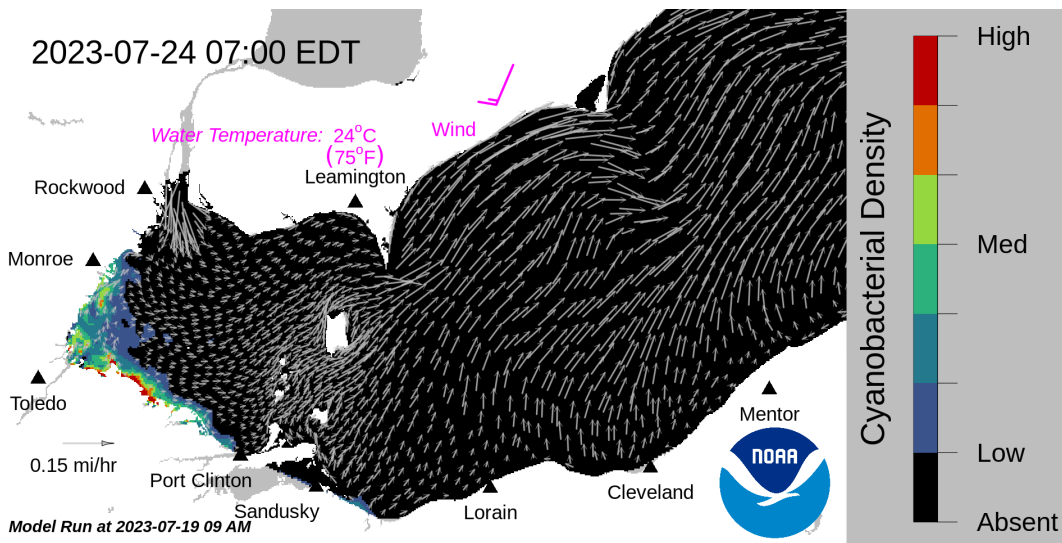 2023-07-24 07:00 EDT
Water Temperature: 24°C
(75°F)
Wind
Leamington
Rockwood
Monroe
Toledo
0.15 mi/hr
Port Clinton
Sandusky
Lorain
Cleveland
Mentor
NOAA
Model Run at 2023-07-19 09 AM
Cyanobacterial Density
High
Med
Low
Absent